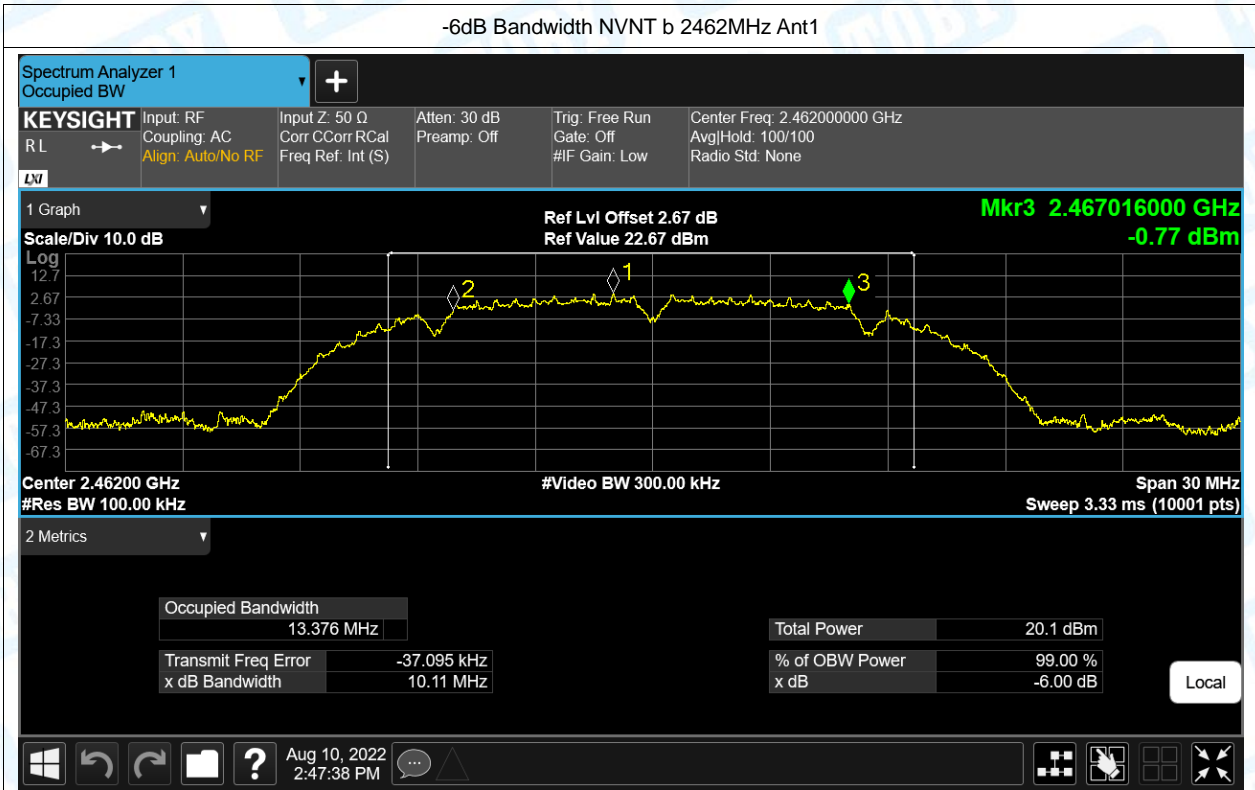 -6dB Bandwidth NVNT b 2462MHz Ant1
Spectrum Analyzer 1
Occupied BW
KEYSIGHT
R L
LXI
Input: RF
Coupling: AC
Align: Auto/No RF
Input Z: 50 Ω
Corr CCorr RCal
Freq Ref: Int (S)
Atten: 30 dB
Preamp: Off
Trig: Free Run
Gate: Off
#IF Gain: Low
Center Freq: 2.462000000 GHz
Avg|Hold: 100/100
Radio Std: None
1 Graph
Scale/Div 10.0 dB
Ref Lvl Offset 2.67 dB
Ref Value 22.67 dBm
Mkr3 2.467016000 GHz
-0.77 dBm
Log
12.7
2.67
-7.33
-17.3
-27.3
-37.3
-47.3
-57.3
-67.3
2
1
3
Center 2.46200 GHz
#Res BW 100.00 kHz
#Video BW 300.00 kHz
Span 30 MHz
Sweep 3.33 ms (10001 pts)
2 Metrics
Occupied Bandwidth
13.376 MHz
Transmit Freq Error -37.095 kHz
x dB Bandwidth 10.11 MHz
Total Power 20.1 dBm
% of OBW Power 99.00 %
x dB -6.00 dB
Local
Aug 10, 2022
2:47:38 PM